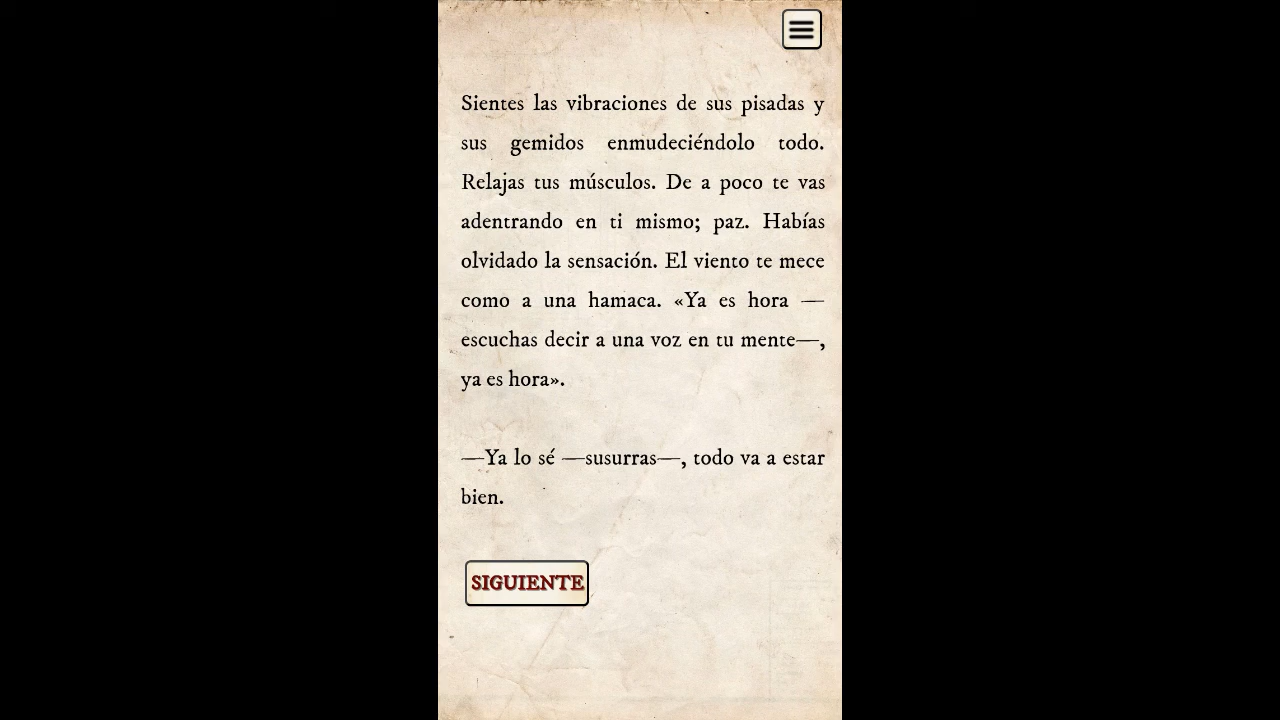 Sientes las vibraciones de sus pisadas y
sus gemidos enmudeciéndolo todo.
Relajas tus músculos. De a poco te vas
adentrando en ti mismo; paz. Habías
olvidado la sensación. El viento te mece
como a una hamaca. «Ya es hora —
escuchas decir a una voz en tu mente—,
ya es hora».
—Ya lo sé —susurras—, todo va a estar
bien.
SIGUIENTE